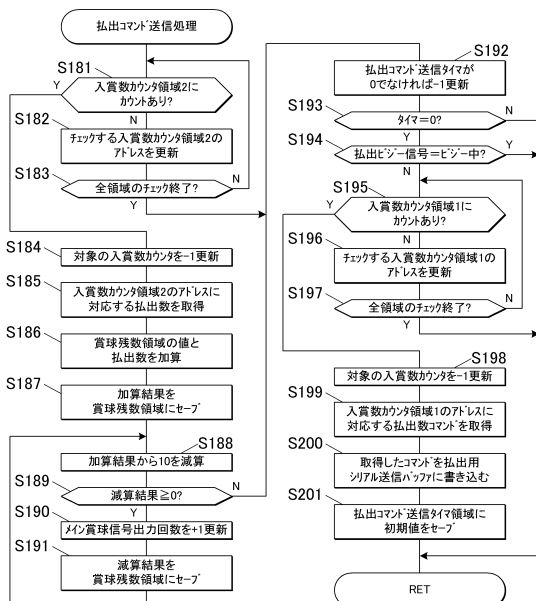 払出コマンド送信処理
S181
Y
入賞数カウンタ領域2に
カウントあり?
N
S182
チェックする入賞数カウンタ領域2の
アドレスを更新
S183
全領域のチェック終了?
N
Y
S184
対象の入賞数カウンタを-1更新
S185
入賞数カウンタ領域2のアドレスに
対応する払出数を取得
S186
賞球残数領域の値と
払出数を加算
S187
加算結果を
賞球残数領域にセーブ
S188
加算結果から10を減算
S189
減算結果≧0?
N
Y
S190
メイン賞球信号出力回数を+1更新
S191
減算結果を
賞球残数領域にセーブ
S192
払出コマンド送信タイマが
0でなければ-1更新
S193
タイマ=0?
N
Y
S194
払出ビジー信号=ビジー中?
Y
N
S195
Y
入賞数カウンタ領域1に
カウントあり?
N
S196
チェックする入賞数カウンタ領域1の
アドレスを更新
S197
全領域のチェック終了?
N
Y
S198
対象の入賞数カウンタを-1更新
S199
入賞数カウンタ領域1のアドレスに
対応する払出数コマンドを取得
S200
取得したコマンドを払出用
シリアル送信バッファに書き込む
S201
払出コマンド送信タイマ領域に
初期値をセーブ
RET